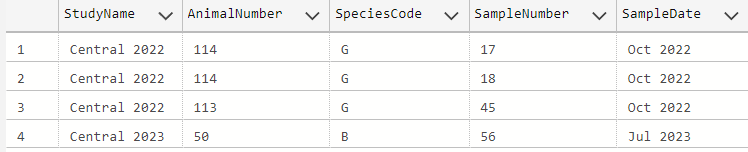 StudyName AnimalNumber SpeciesCode SampleNumber SampleDate
1 Central 2022 114 G 17 Oct 2022
2 Central 2022 114 G 18 Oct 2022
3 Central 2022 113 G 45 Oct 2022
4 Central 2023 50 B 56 Jul 2023